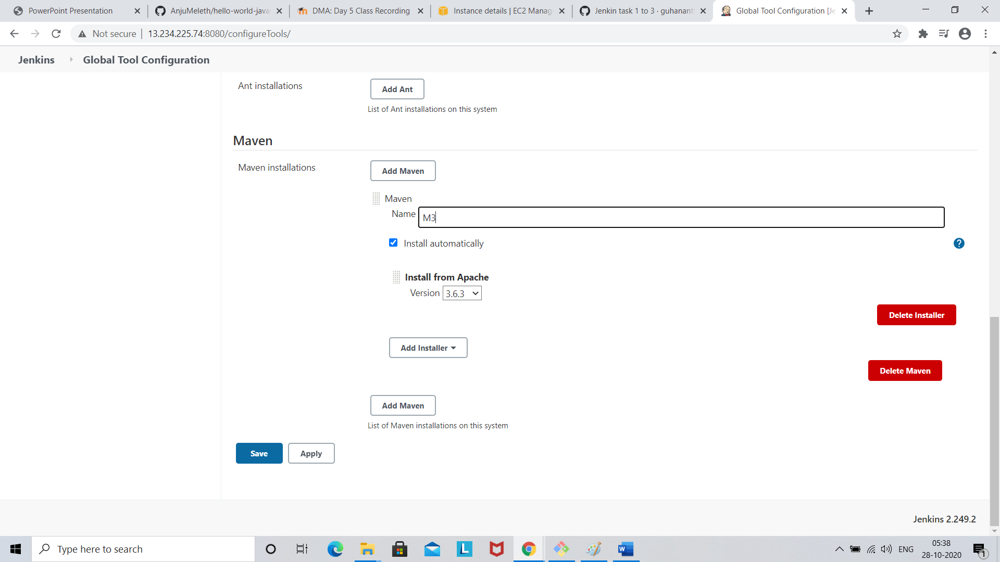 PowerPoint Presentation
AnjuMeleth/hello-world-java
DMA: Day 5 Class Recording
Instance details | EC2 Manag
Jenkin task 1 to 3 · guhanant
Global Tool Configuration [Je
Not secure | 13.234.225.74:8080/configureTools/
Jenkins Global Tool Configuration
Ant installations
Add Ant
List of Ant installations on this system
Maven
Maven installations
Add Maven
Maven
Name M3
Install automatically
?
Install from Apache
Version 3.6.3
Delete Installer
Add Installer
Delete Maven
Add Maven
List of Maven installations on this system
Save Apply
Jenkins 2.249.2
Type here to search
L
W
ENG
05:38
28-10-2020
1